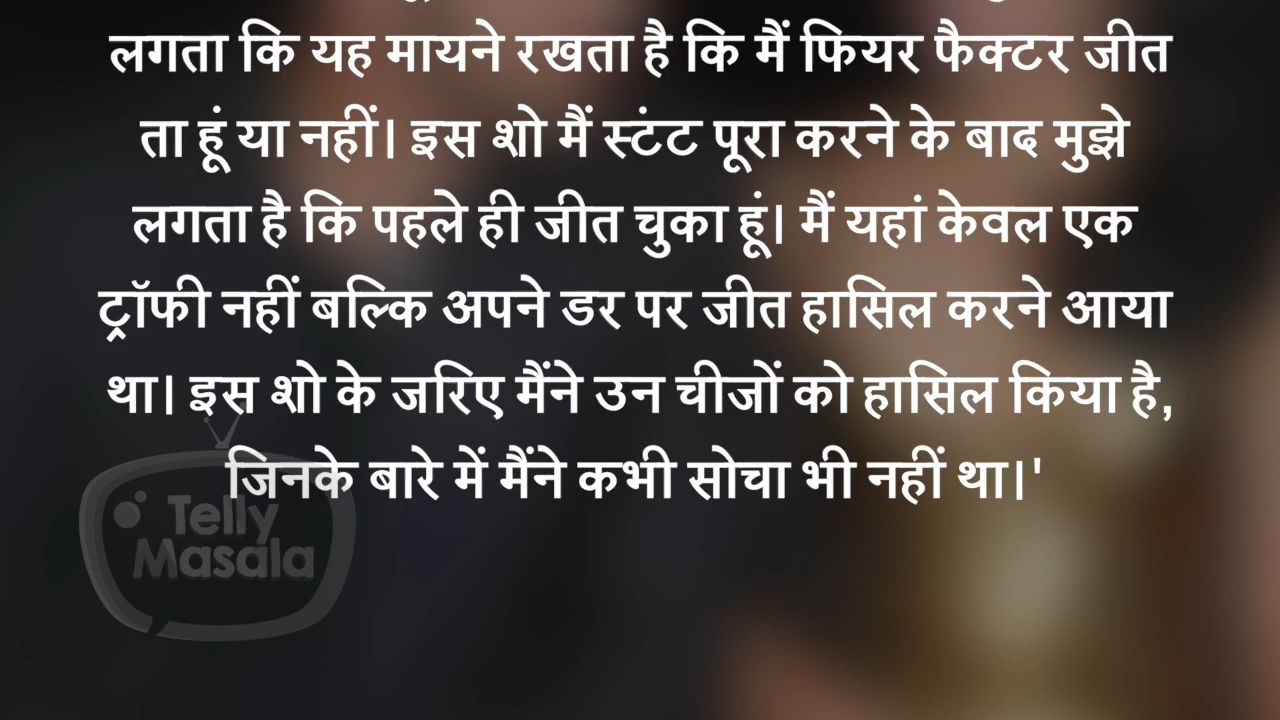 लगता कि यह मायने रखता है कि मैं फियर फैक्टर जीत
ता हूं या नहीं। इस शो मैं स्टंट पूरा करने के बाद मुझे
लगता है कि पहले ही जीत चुका हूं। मैं यहां केवल एक
ट्रॉफी नहीं बल्कि अपने डर पर जीत हासिल करने आया
था। इस शो के जरिए मैंने उन चीजों को हासिल किया है,
जिनके बारे में मैंने कभी सोचा भी नहीं था।'
Telly
Masala